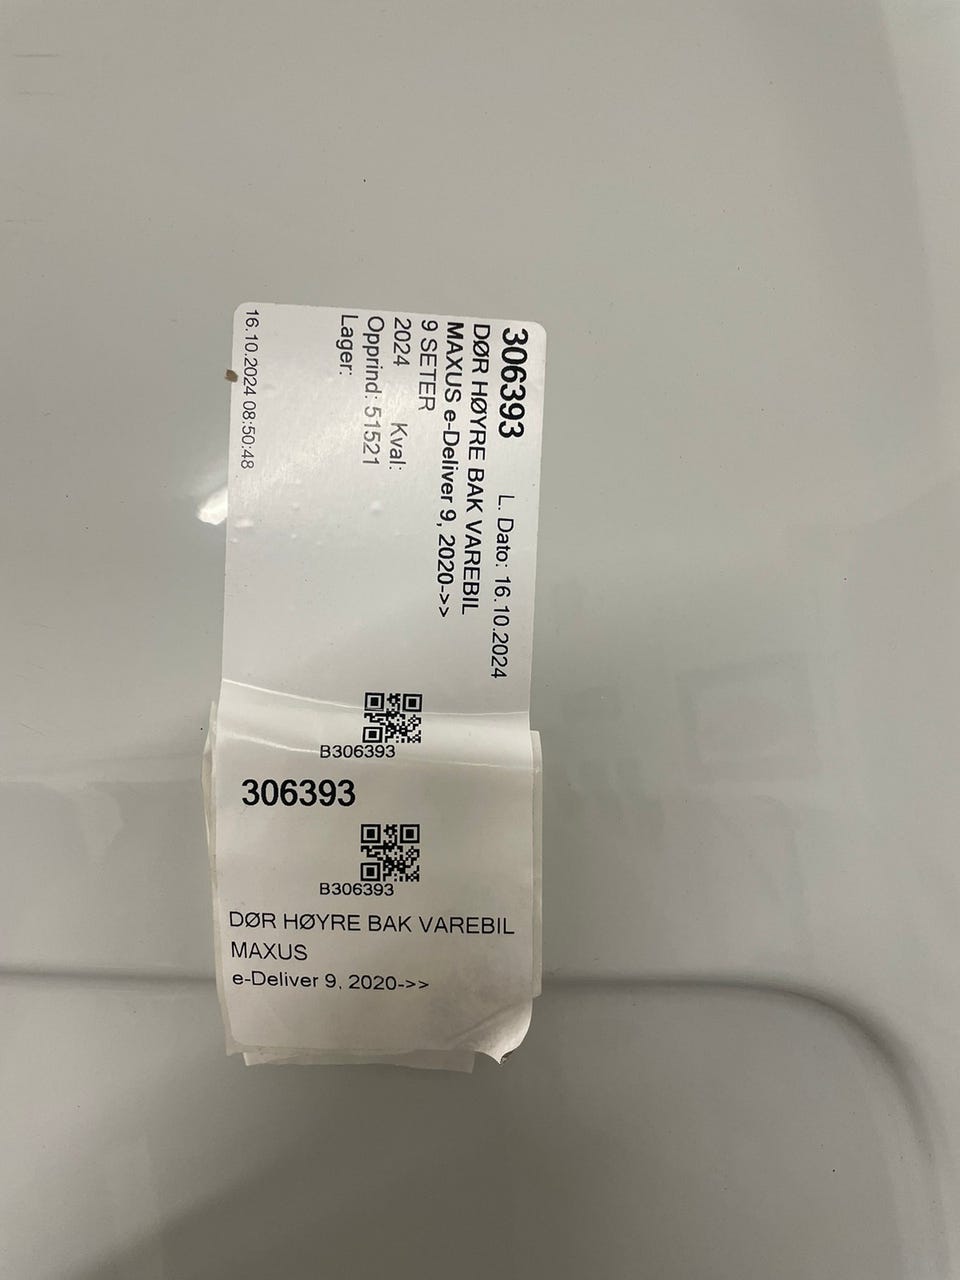 306393 L. Dato: 16.10.2024
DØR HØYRE BAK VAREBIL
MAXUS e-Deliver 9, 2020->>
9 SETER
2024 Kval:
Opprind: 51521
Lager:
16.10.2024 08:50:48
B306393
306393
B306393
DØR HØYRE BAK VAREBIL
MAXUS
e-Deliver 9, 2020->>